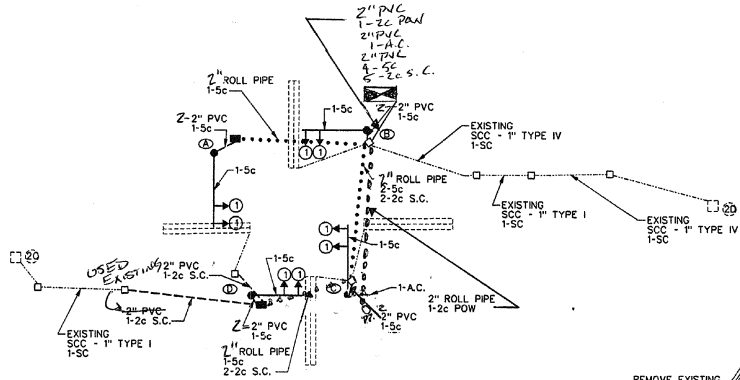 2" PVC
1-2c POW
2" PVC
1-A.C.
2" PVC
4-5c
5-2c S.C.
2" ROLL PIPE
1-5c
2-2" PVC
1-5c
1-5c
2-2" PVC
1-5c
A
B
1 1
EXISTING
SCC - 1" TYPE IV
1-SC
1-5c
2" ROLL PIPE
2-5c
2-2c S.C.
1
1
EXISTING
SCC - 1" TYPE I
1-SC
EXISTING
SCC - 1" TYPE IV
1-SC
20
1
1
1-5c
20
USED
EXISTING
2" PVC
1-2c S.C.
1-5c
1 1
D
C
1-A.C.
2" ROLL PIPE
1-2c POW
2" PVC
1-2c S.C.
2-2" PVC
1-5c
2" PVC
1-5c
EXISTING
SCC - 1" TYPE I
1-SC
2" ROLL PIPE
1-5c
2-2c S.C.
REMOVE EXISTING